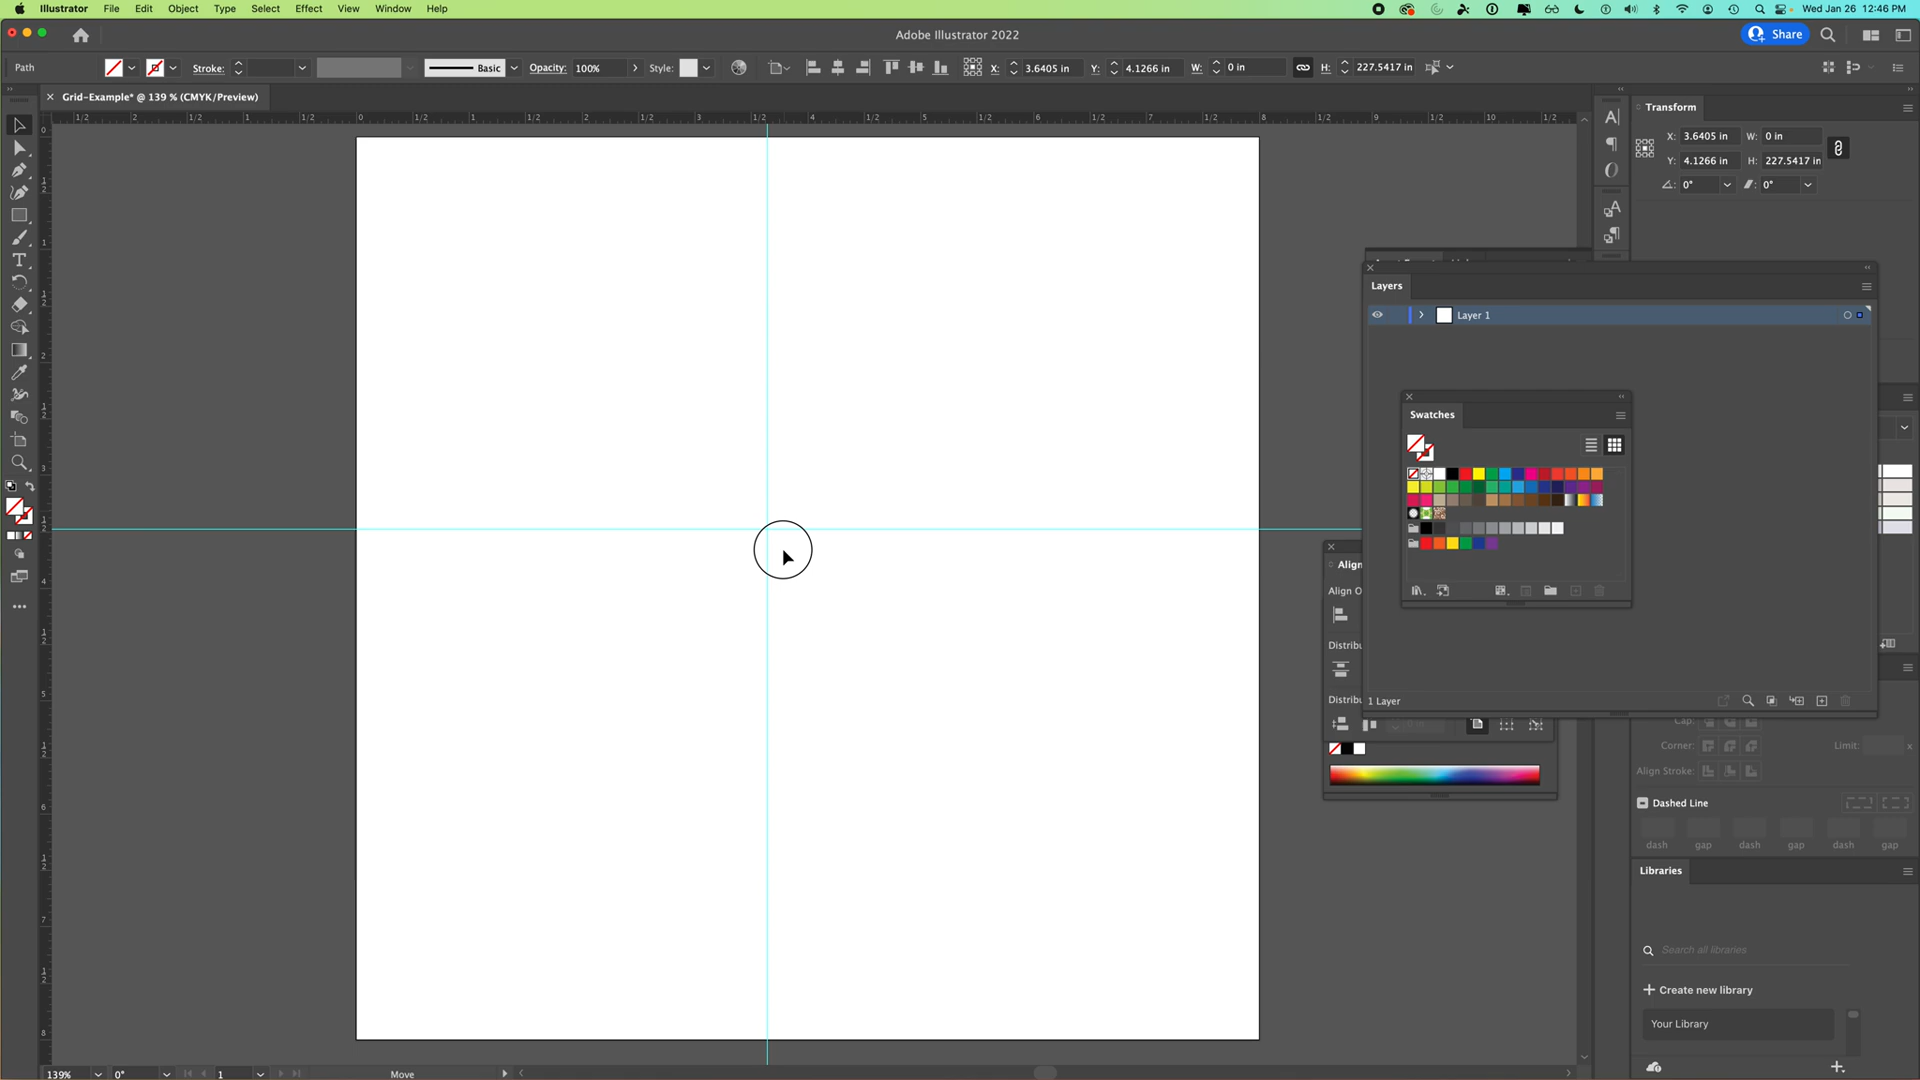 Illustrator File Edit Object Type Select Effect View Window Help Wed Jan 26 12:46 PM
Adobe Illustrator 2022 Share
Path Stroke: Basic Opacity: 100% Style: X: 3.6405 in Y: 4.1266 in W: 0 in H: 227.5417 in
Grid-Example* @ 139 % (CMYK/Preview)
Transform
X: 3.6405 in W: 0 in
Y: 4.1266 in H: 227.5417 in
0° 0°
Layers
Layer 1
Swatches
Align
Align O
Distribu
Distribu
1 Layer
Cap:
Corner: Limit: x
Align Stroke:
Dashed Line
dash gap dash gap dash gap
Libraries
Search all libraries
Create new library
Your Library
139% 0° 1 Move